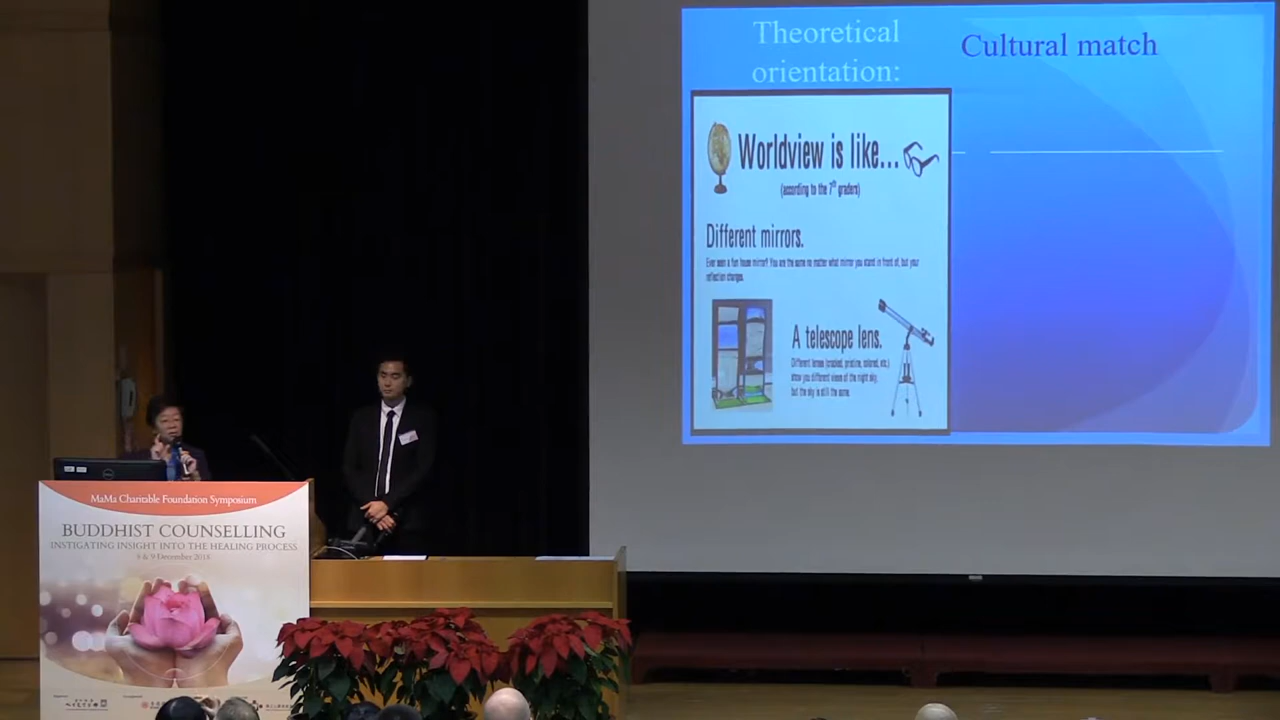 Theoretical
orientation:
Cultural match
Worldview is like...
(according to the 7th graders)
Different mirrors.
Ever seen a fun house mirror? You are the same no matter what mirror you stand in front of, but your
reflection changes.
A telescope lens.
Different lenses (cracked, pristine, colored, etc.)
show you different views of the night sky,
but the sky is still the same.
MaMa Charitable Foundation Symposium
BUDDHIST COUNSELLING
INSTIGATING INSIGHT INTO THE HEALING PROCESS
8 & 9 December 2018
DELL